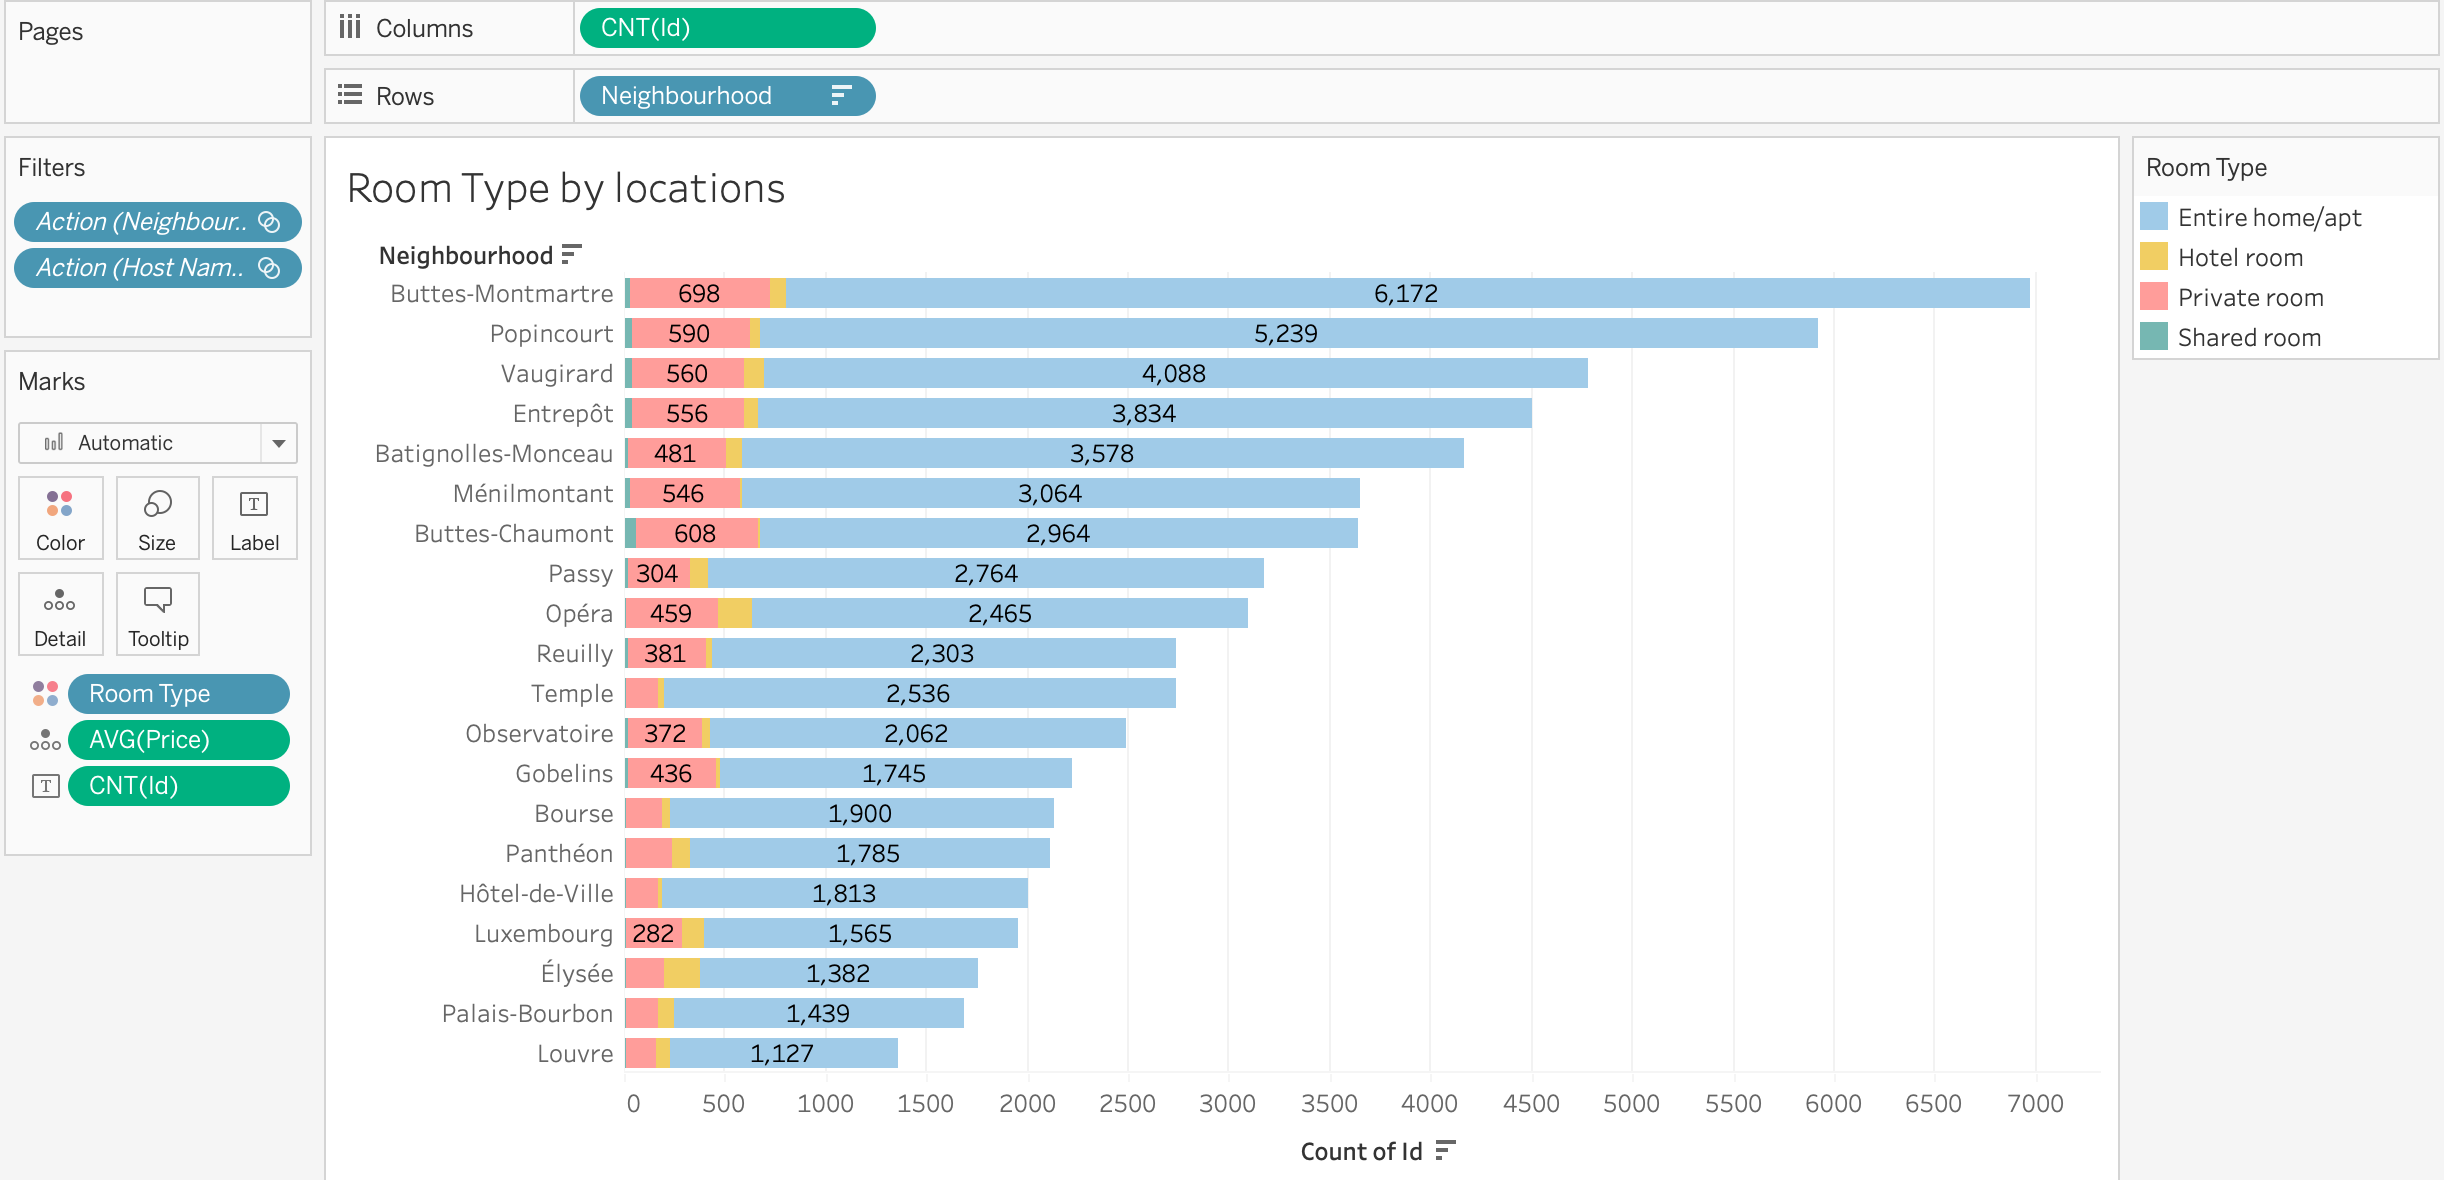 Pages
Columns
CNT(Id)
Rows
Neighbourhood
Filters
Action (Neighbour..
Action (Host Nam..
Marks
Automatic
Color
Size
Label
Detail
Tooltip
Room Type
AVG(Price)
CNT(Id)
Room Type by locations
Neighbourhood
Buttes-Montmartre 698 6,172
Popincourt 590 5,239
Vaugirard 560 4,088
Entrepôt 556 3,834
Batignolles-Monceau 481 3,578
Ménilmontant 546 3,064
Buttes-Chaumont 608 2,964
Passy 304 2,764
Opéra 459 2,465
Reuilly 381 2,303
Temple 2,536
Observatoire 372 2,062
Gobelins 436 1,745
Bourse 1,900
Panthéon 1,785
Hôtel-de-Ville 1,813
Luxembourg 282 1,565
Élysée 1,382
Palais-Bourbon 1,439
Louvre 1,127
0 500 1000 1500 2000 2500 3000 3500 4000 4500 5000 5500 6000 6500 7000
Count of Id
Room Type
Entire home/apt
Hotel room
Private room
Shared room